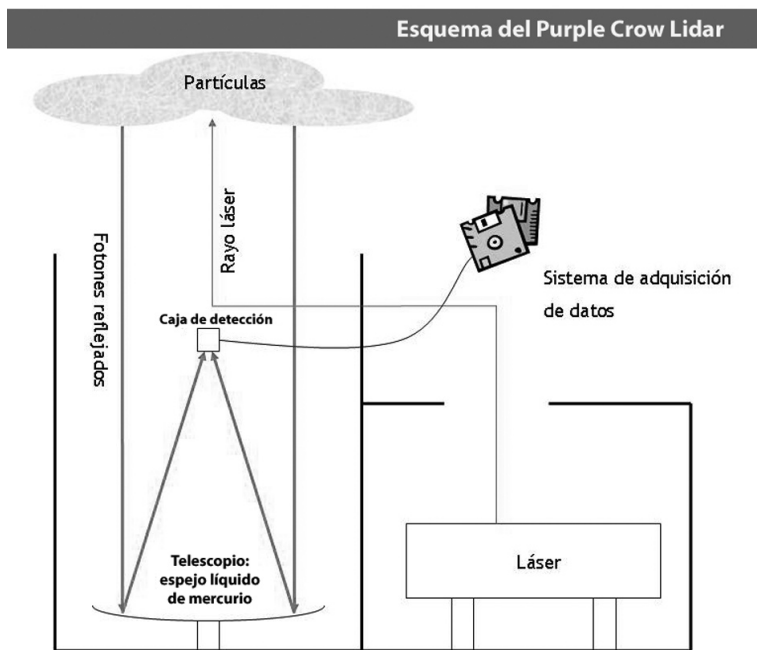 Esquema del Purple Crow Lidar
Partículas
Fotones reflejados
Rayo láser
Caja de detección
Sistema de adquisición
de datos
Telescopio:
espejo líquido
de mercurio
Láser